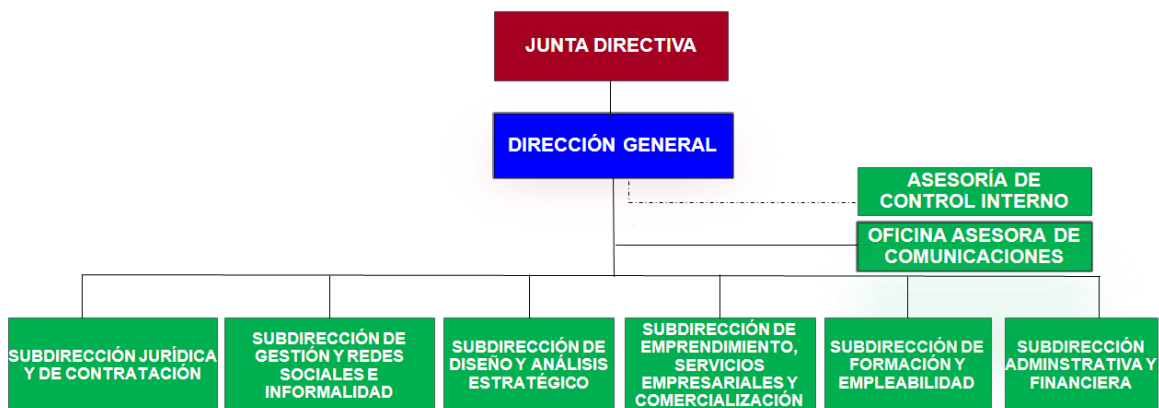 JUNTA DIRECTIVA
DIRECCIÓN GENERAL
ASESORÍA DE
CONTROL INTERNO
OFICINA ASESORA DE
COMUNICACIONES
SUBDIRECCIÓN JURÍDICA
Y DE CONTRATACIÓN
SUBDIRECCIÓN DE
GESTIÓN Y REDES
SOCIALES E
INFORMALIDAD
SUBDIRECCIÓN DE
DISEÑO Y ANÁLISIS
ESTRATÉGICO
SUBDIRECCIÓN DE
EMPRENDIMIENTO,
SERVICIOS
EMPRESARIALES Y
COMERCIALIZACIÓN
SUBDIRECCIÓN DE
FORMACIÓN Y
EMPLEABILIDAD
SUBDIRECCIÓN
ADMINSTRATIVA Y
FINANCIERA